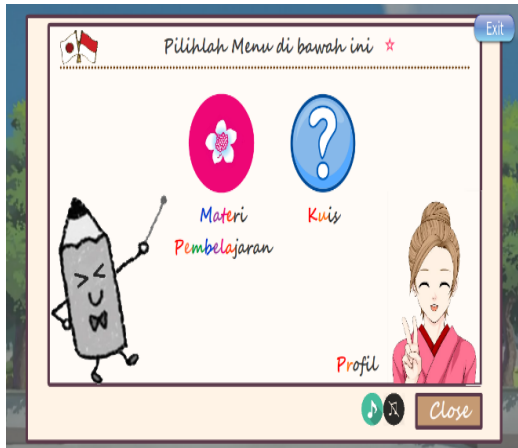 Exit
Pilihlah Menu di bawah ini
Materi
Pembelajaran
Kuis
Profil
Close